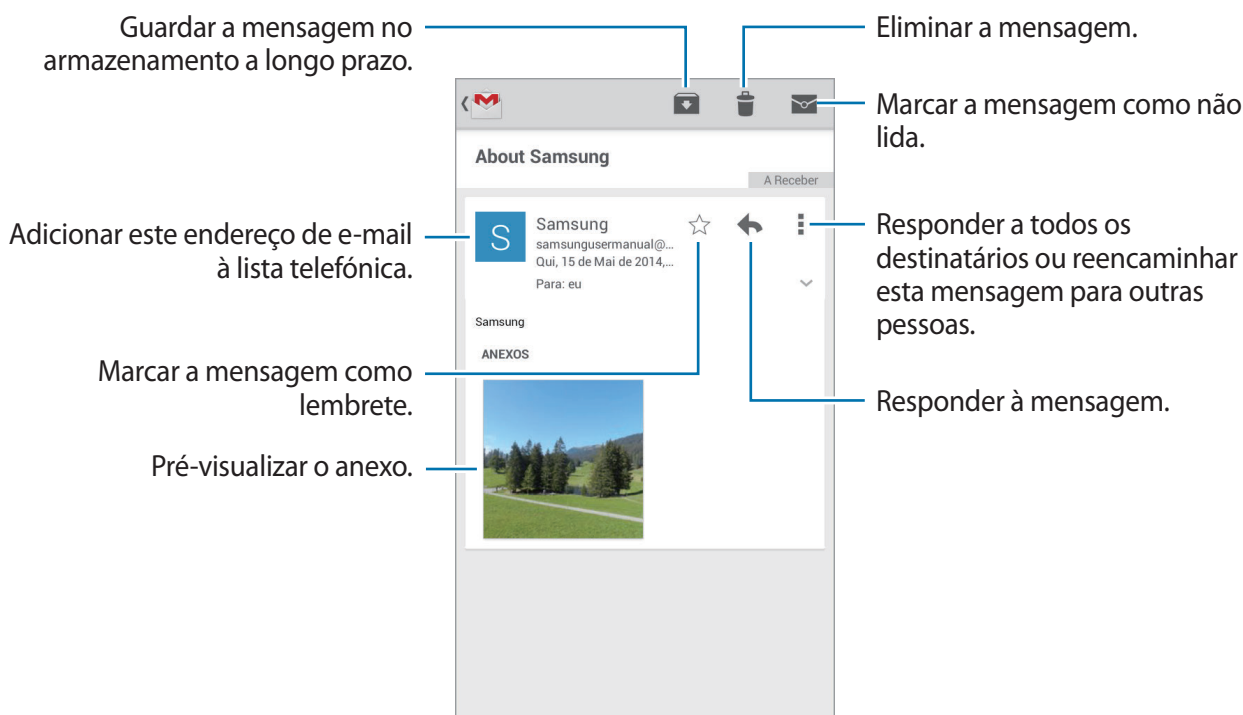 Guardar a mensagem no
armazenamento a longo prazo.
Eliminar a mensagem.
Marcar a mensagem como não
lida.
About Samsung
A Receber
Adicionar este endereço de e-mail
à lista telefónica.
S
Samsung
samsungusermanual@...
Qui, 15 de Mai de 2014,...
Para: eu
Responder a todos os
destinatários ou reencaminhar
esta mensagem para outras
pessoas.
Samsung
ANEXOS
Marcar a mensagem como
lembrete.
Responder à mensagem.
Pré-visualizar o anexo.